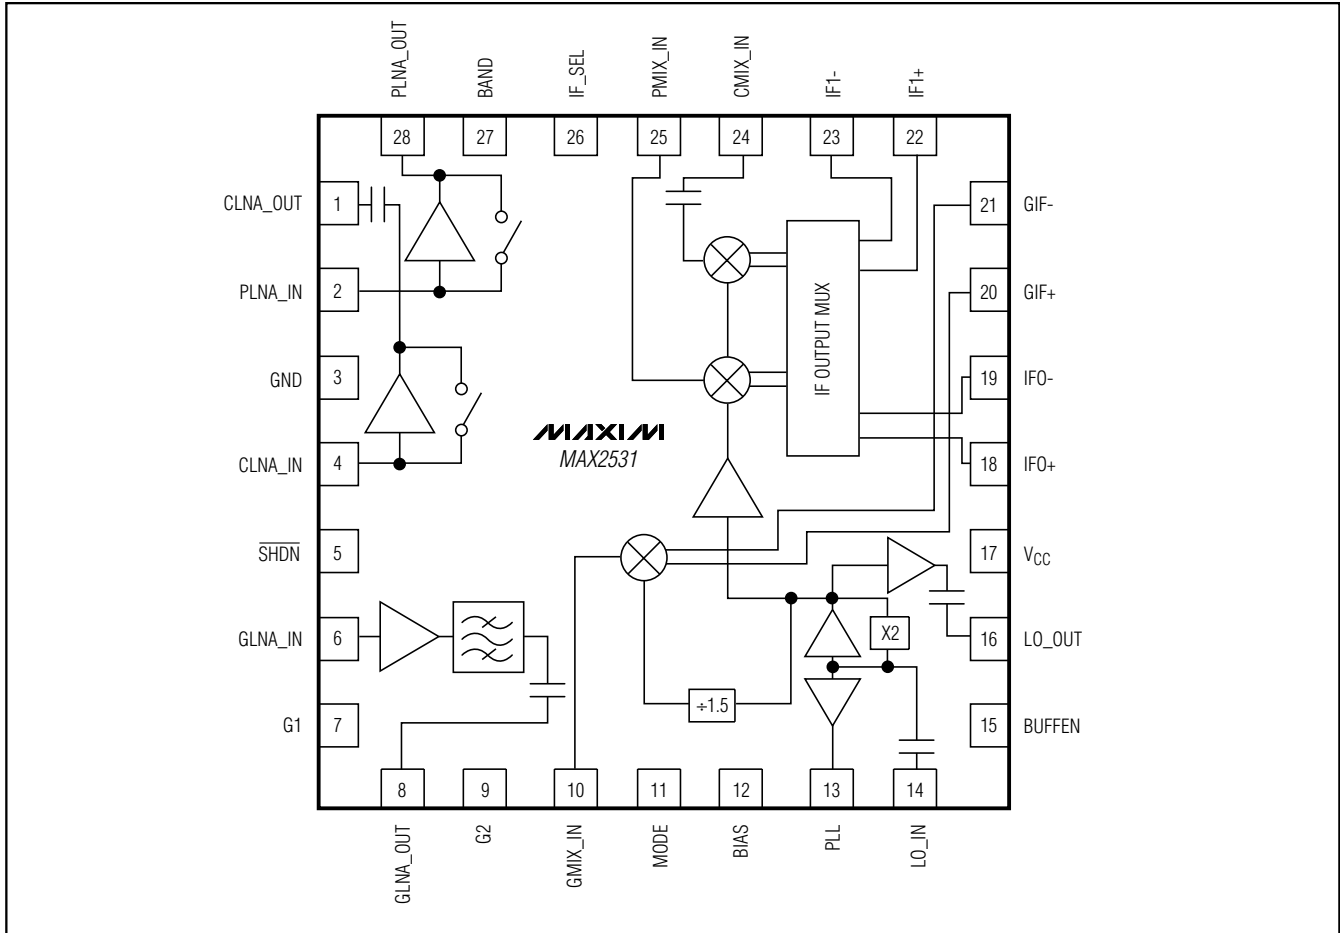 PLNA_OUT
BAND
IF_SEL
PMIX_IN
CMIX_IN
IF1-
IF1+
28
27
26
25
24
23
22
CLNA_OUT
1
PLNA_IN
2
GND
3
CLNA_IN
4
SHDN
5
GLNA_IN
6
G1
7
IF OUTPUT MUX
MAXIM
MAX2531
÷1.5
X2
21
GIF-
20
GIF+
19
IF0-
18
IF0+
17
VCC
16
LO_OUT
15
BUFFEN
8
9
10
11
12
13
14
GLNA_OUT
G2
GMIX_IN
MODE
BIAS
PLL
LO_IN